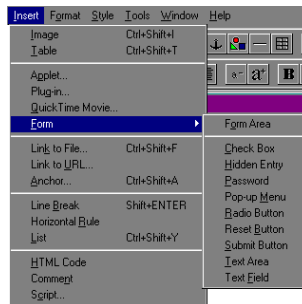 Insert Format Style Tools Window Help
Image Ctrl+Shift+I
Table Ctrl+Shift+T
Applet...
Plug-in...
QuickTime Movie...
Form
Link to File... Ctrl+Shift+F
Link to URL...
Anchor... Ctrl+Shift+A
Line Break Shift+ENTER
Horizontal Rule
List Ctrl+Shift+Y
HTML Code
Comment
Script...
Form Area
Check Box
Hidden Entry
Password
Pop-up Menu
Radio Button
Reset Button
Submit Button
Text Area
Text Field
a- a+ B